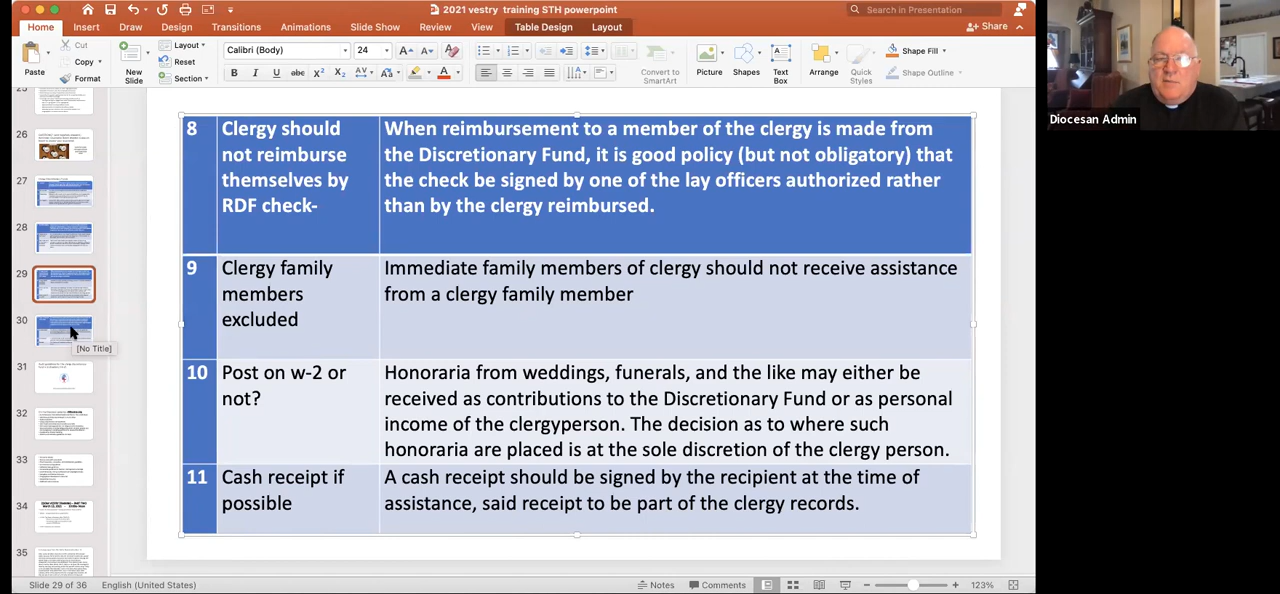 2021 vestry training STH powerpoint
Search in Presentation
Home Insert Draw Design Transitions Animations Slide Show Review View Table Design Layout
Share
Paste
Cut
Copy
Format
New
Slide
Layout
Reset
Section
Calibri (Body) 24
Convert to
SmartArt
Picture
Shapes
Text
Box
Arrange
Quick
Styles
Shape Fill
Shape Outline
25
26
27
28
29
30
[No Title]
31
32
33
34
35
8 Clergy should
not reimburse
themselves by
RDF check-
When reimbursement to a member of the clergy is made from
the Discretionary Fund, it is good policy (but not obligatory) that
the check be signed by one of the lay officers authorized rather
than by the clergy reimbursed.
9 Clergy family
members
excluded
Immediate family members of clergy should not receive assistance
from a clergy family member
10 Post on w-2 or
not?
Honoraria from weddings, funerals, and the like may either be
received as contributions to the Discretionary Fund or as personal
income of the clergyperson. The decision as to where such
honoraria are placed is at the sole discretion of the clergy person.
11 Cash receipt if
possible
A cash receipt should be signed by the recipient at the time of
assistance, said receipt to be part of the clergy records.
Slide 29 of 36 English (United States)
Notes Comments 123%
Diocesan Admin